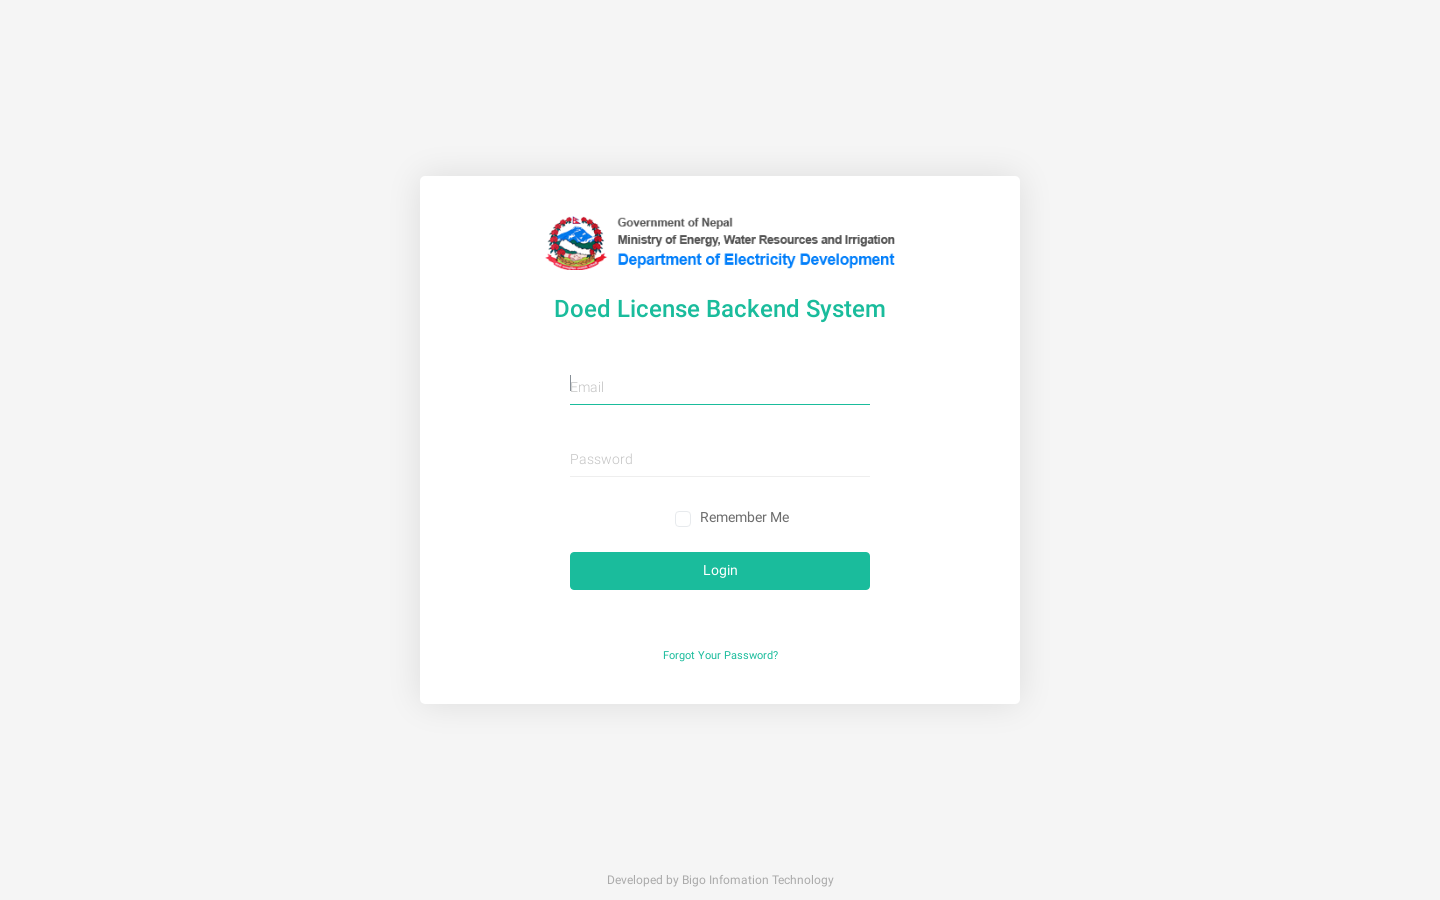 Government of Nepal
Ministry of Energy, Water Resources and Irrigation
Department of Electricity Development
Doed License Backend System
Email
Password
Remember Me
Login
Forgot Your Password?
Developed by Bigo Infomation Technology